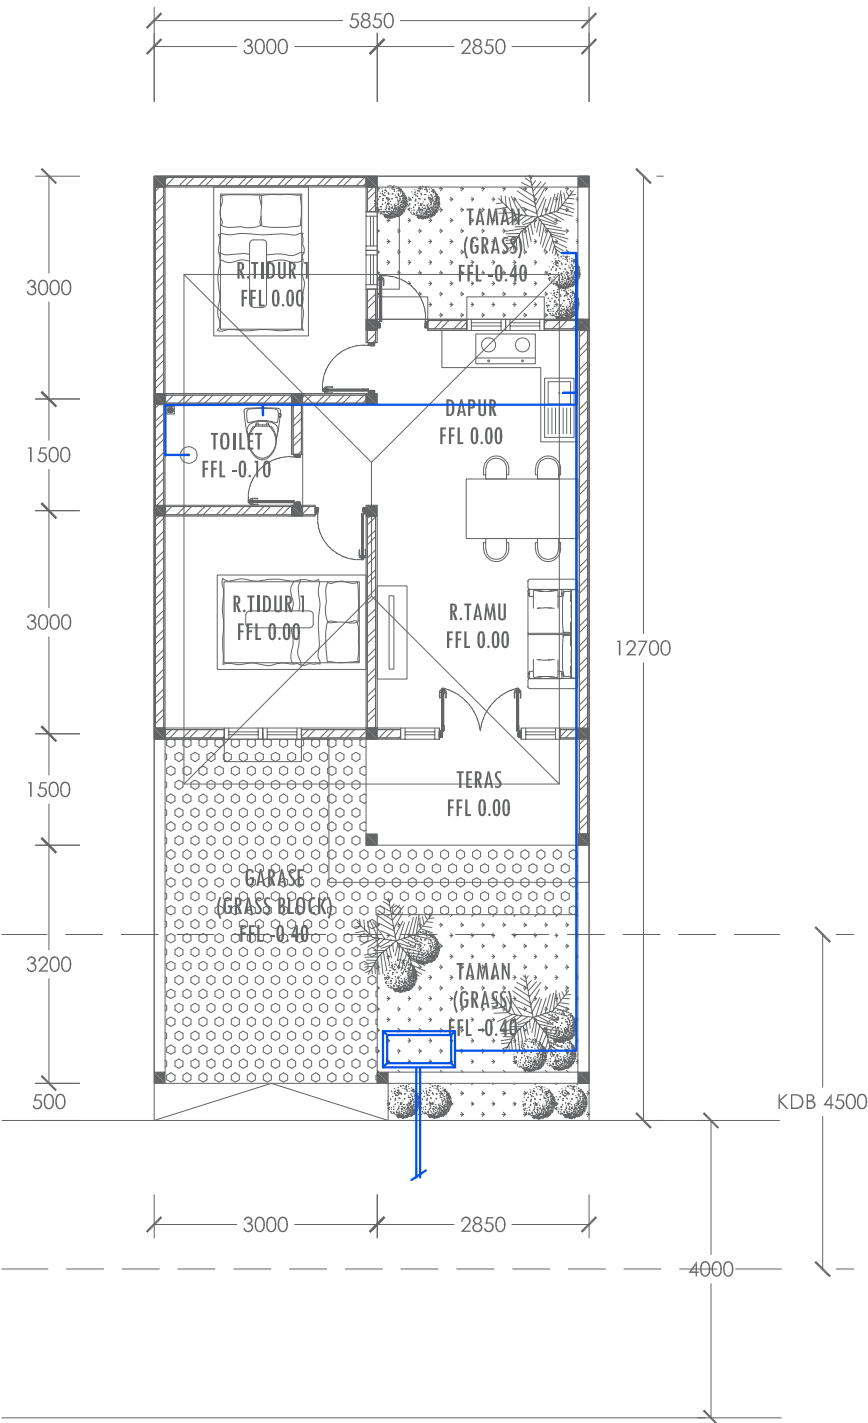 5850
3000
2850
3000
1500
3000
1500
3200
500
12700
KDB 4500
4000
3000
2850
R.TIDUR 1
FFL 0.00
TAMAN
(GRASS)
FFL -0.40
TOILET
FFL -0.10
DAPUR
FFL 0.00
R.TIDUR 1
FFL 0.00
R.TAMU
FFL 0.00
TERAS
FFL 0.00
GARASE
(GRASS BLOCK)
FFL -0.40
TAMAN
(GRASS)
FFL -0.40